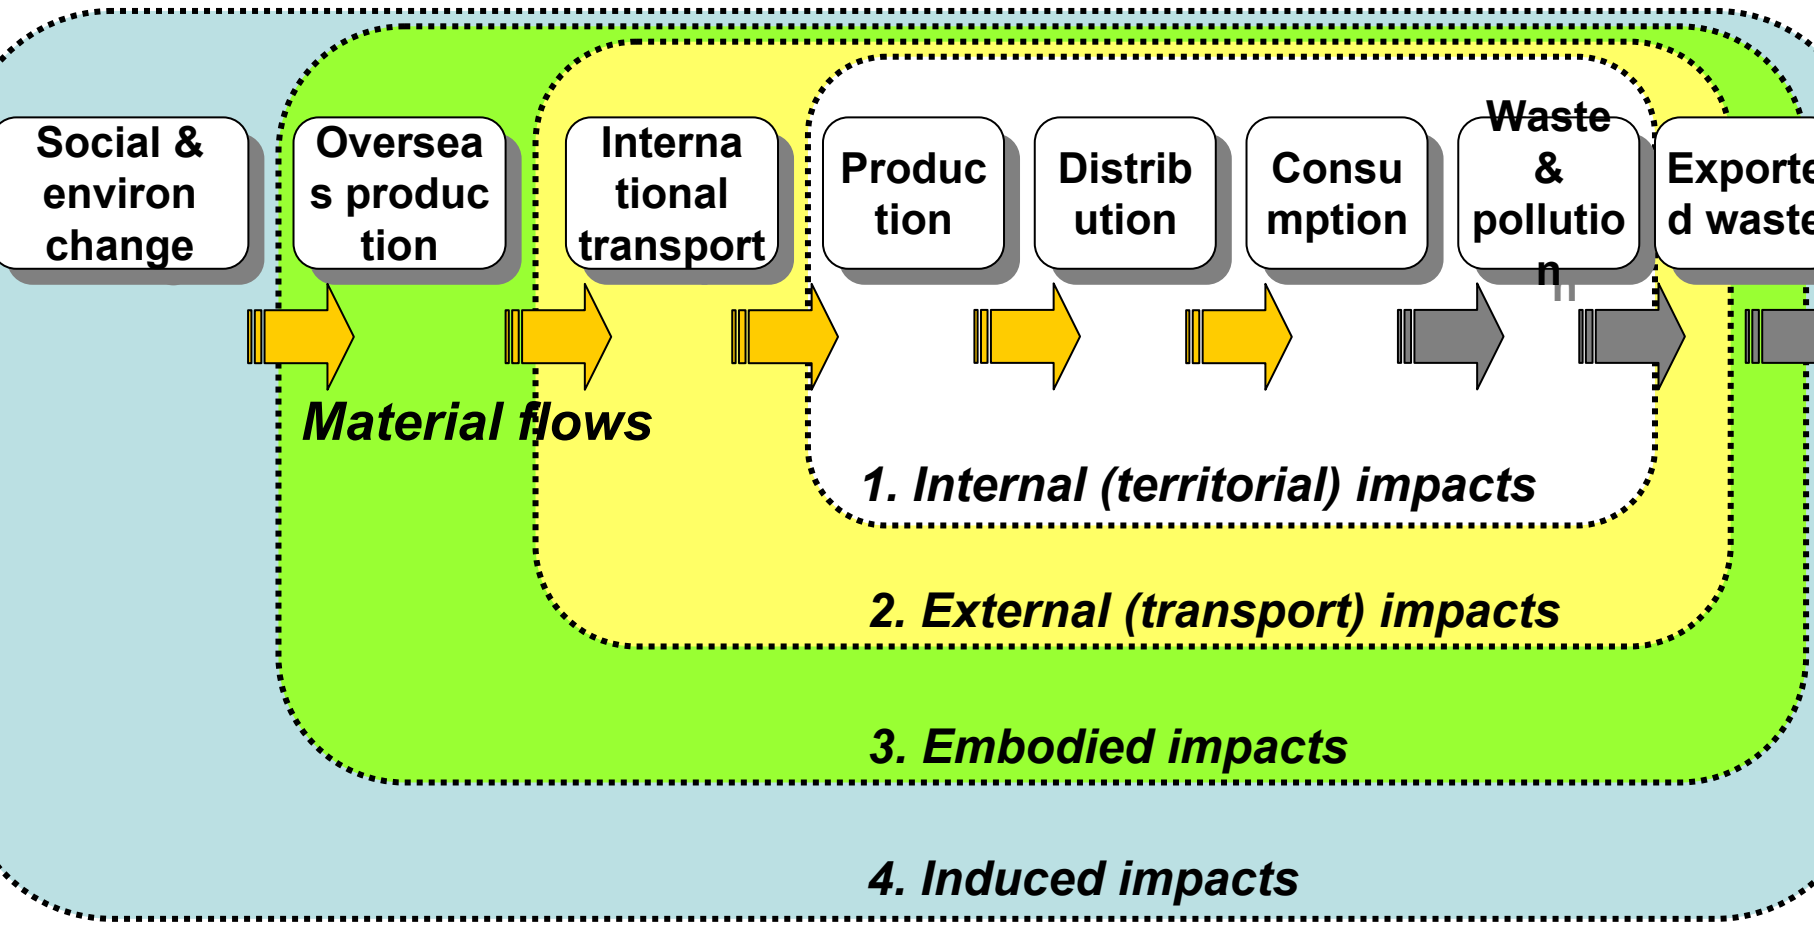 Social &
environ
change
Oversea
s produc
tion
Interna
tional
transport
Produc
tion
Distrib
ution
Consu
mption
Waste
&
pollutio
n
Exporte
d waste
Material flows
1. Internal (territorial) impacts
2. External (transport) impacts
3. Embodied impacts
4. Induced impacts